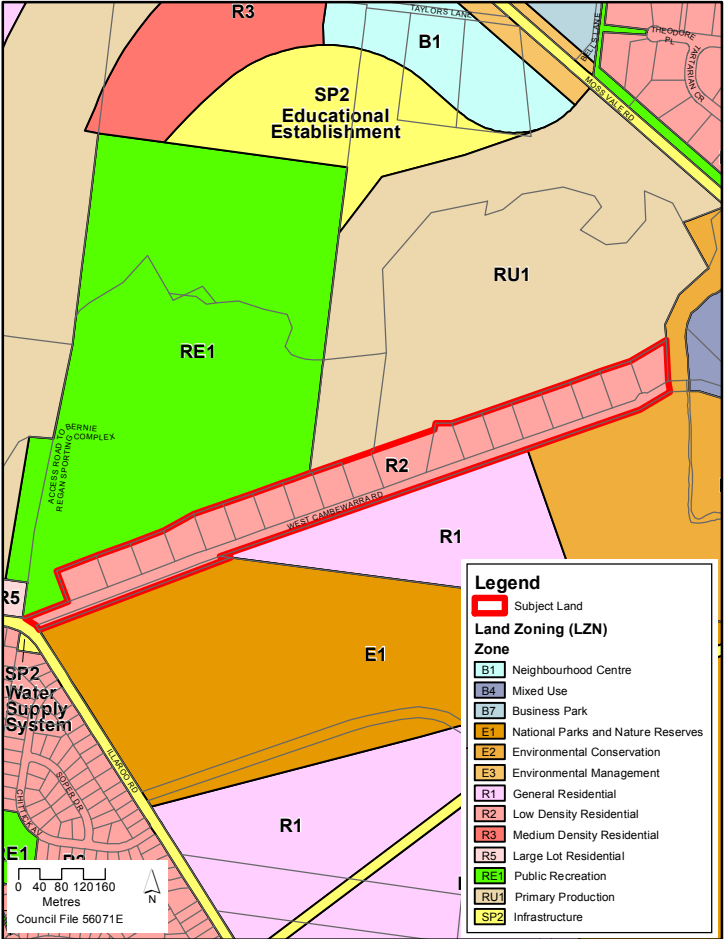 R3
TAYLORS LANE
B1
BELLS LANE
THEODORE
PL
TARTARIAN CR
MOSS VALE RD
SP2
Educational
Establishment
RU1
RE1
ACCESS ROAD TO BERNIE
REGAN SPORTING COMPLEX
R2
WEST CAMBEWARRA RD
R1
R5
E1
SP2
Water
Supply
System
ILLAROO RD
SOPER DR
R1
RE1
R2
0 40 80 120 160
Metres
Council File 56071E
N
Legend
Subject Land
Land Zoning (LZN)
Zone
B1 Neighbourhood Centre
B4 Mixed Use
B7 Business Park
E1 National Parks and Nature Reserves
E2 Environmental Conservation
E3 Environmental Management
R1 General Residential
R2 Low Density Residential
R3 Medium Density Residential
R5 Large Lot Residential
RE1 Public Recreation
RU1 Primary Production
SP2 Infrastructure